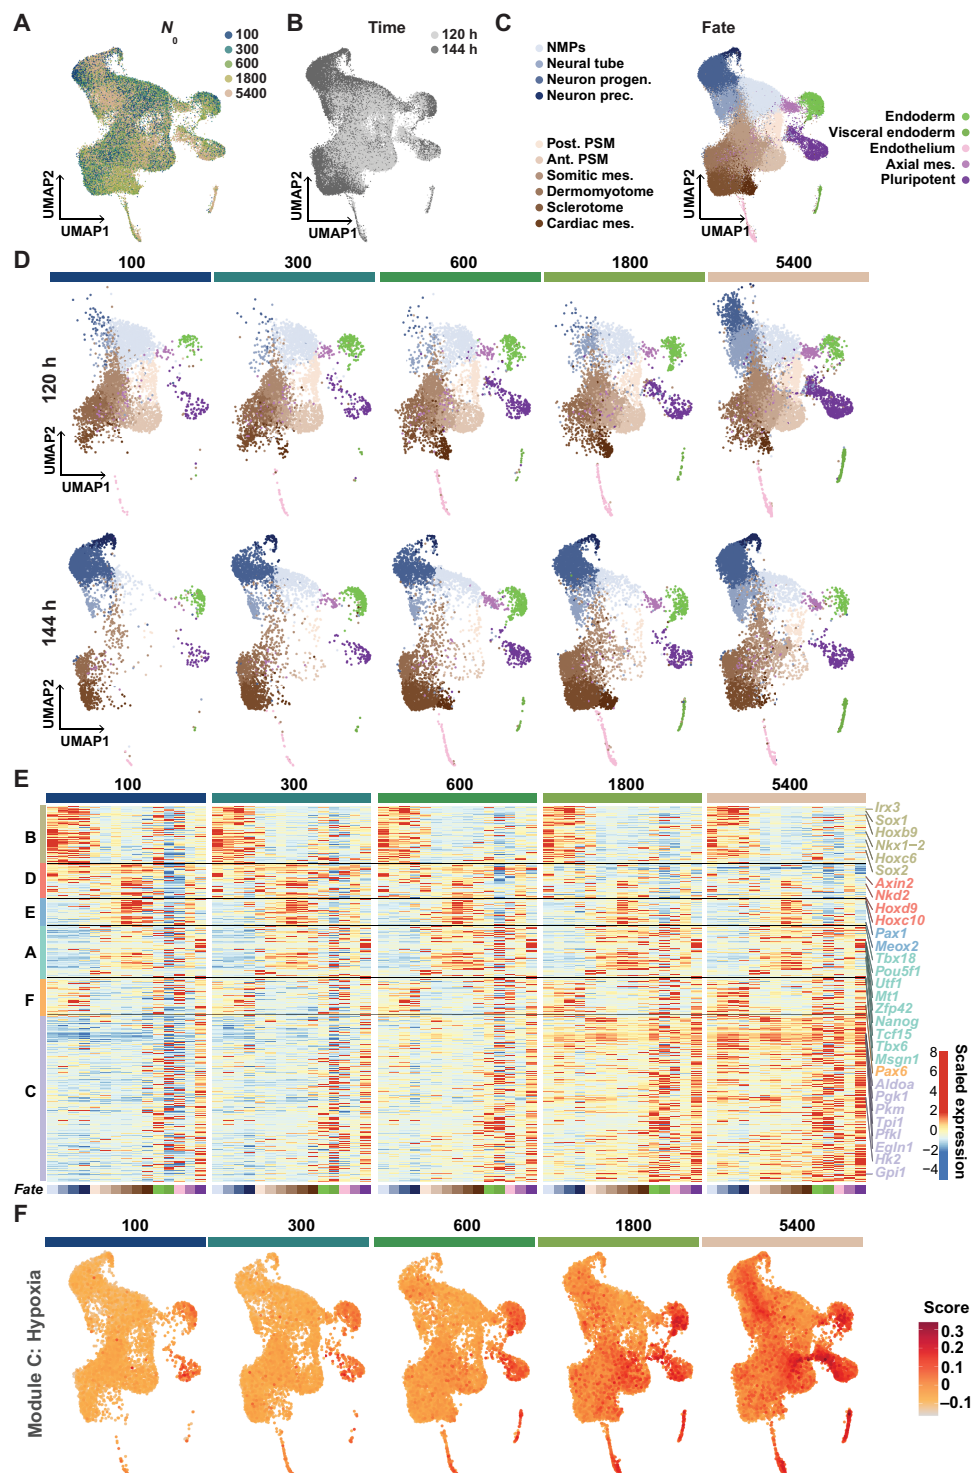 A
N0
100
300
600
1800
5400
UMAP2
UMAP1
B
Time
120 h
144 h
UMAP2
UMAP1
C
Fate
NMPs
Neural tube
Neuron progen.
Neuron prec.
Post. PSM
Ant. PSM
Somitic mes.
Dermomyotome
Sclerotome
Cardiac mes.
Endoderm
Visceral endoderm
Endothelium
Axial mes.
Pluripotent
UMAP2
UMAP1
D
100 300 600 1800 5400
120 h
UMAP2
UMAP1
144 h
UMAP2
UMAP1
E
100 300 600 1800 5400
B
D
E
A
F
C
Irx3
Sox1
Hoxb9
Nkx1−2
Hoxc6
Sox2
Axin2
Nkd2
Hoxd9
Hoxc10
Pax1
Meox2
Tbx18
Pou5f1
Utf1
Mt1
Zfp42
Nanog
Tcf15
Tbx6
Msgn1
Pax6
Aldoa
Pgk1
Pkm
Tpi1
Pfkl
Egln1
Hk2
Gpi1
8
6
4
2
0
−2
−4
Scaled expression
Fate
F
100 300 600 1800 5400
Module C: Hypoxia
Score
0.3
0.2
0.1
0
−0.1